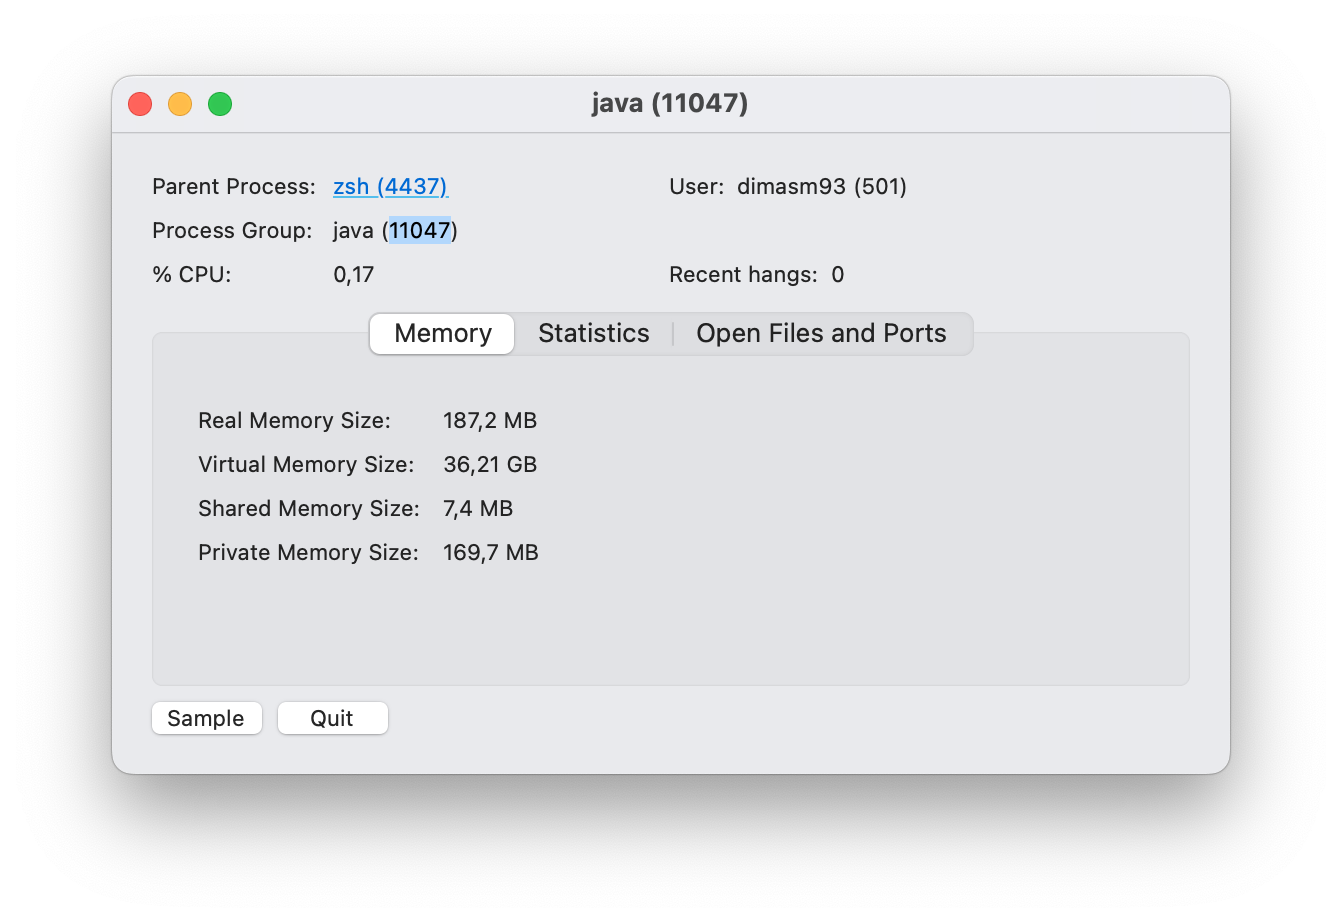 java (11047)
Parent Process: zsh (4437) User: dimasm93 (501)
Process Group: java (11047)
% CPU: 0,17 Recent hangs: 0
Memory Statistics Open Files and Ports
Real Memory Size: 187,2 MB
Virtual Memory Size: 36,21 GB
Shared Memory Size: 7,4 MB
Private Memory Size: 169,7 MB
Sample Quit